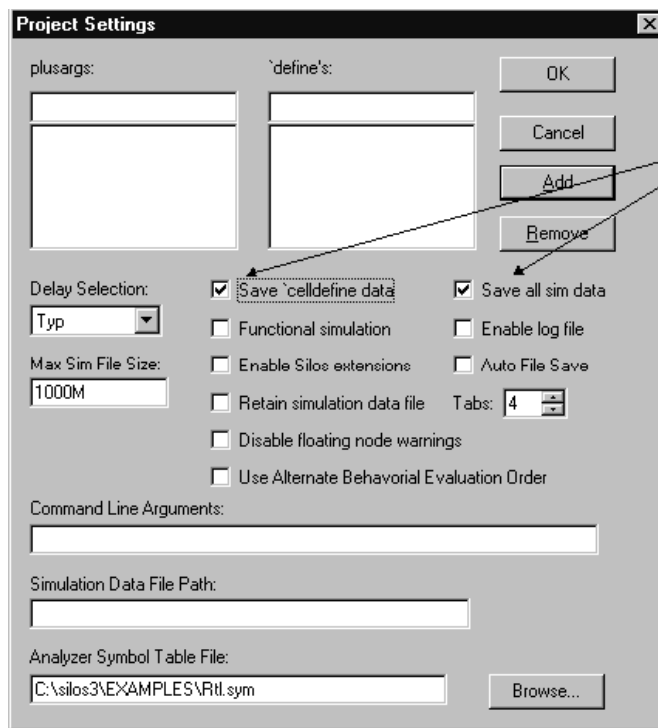 Project Settings
plusargs:
`define's:
OK
Cancel
Add
Remove
Delay Selection:
Typ
Max Sim File Size:
1000M
Save `celldefine data
Save all sim data
Functional simulation
Enable log file
Enable Silos extensions
Auto File Save
Retain simulation data file
Tabs: 4
Disable floating node warnings
Use Alternate Behavorial Evaluation Order
Command Line Arguments:
Simulation Data File Path:
Analyzer Symbol Table File:
C:\silos3\EXAMPLES\Rtl.sym
Browse...